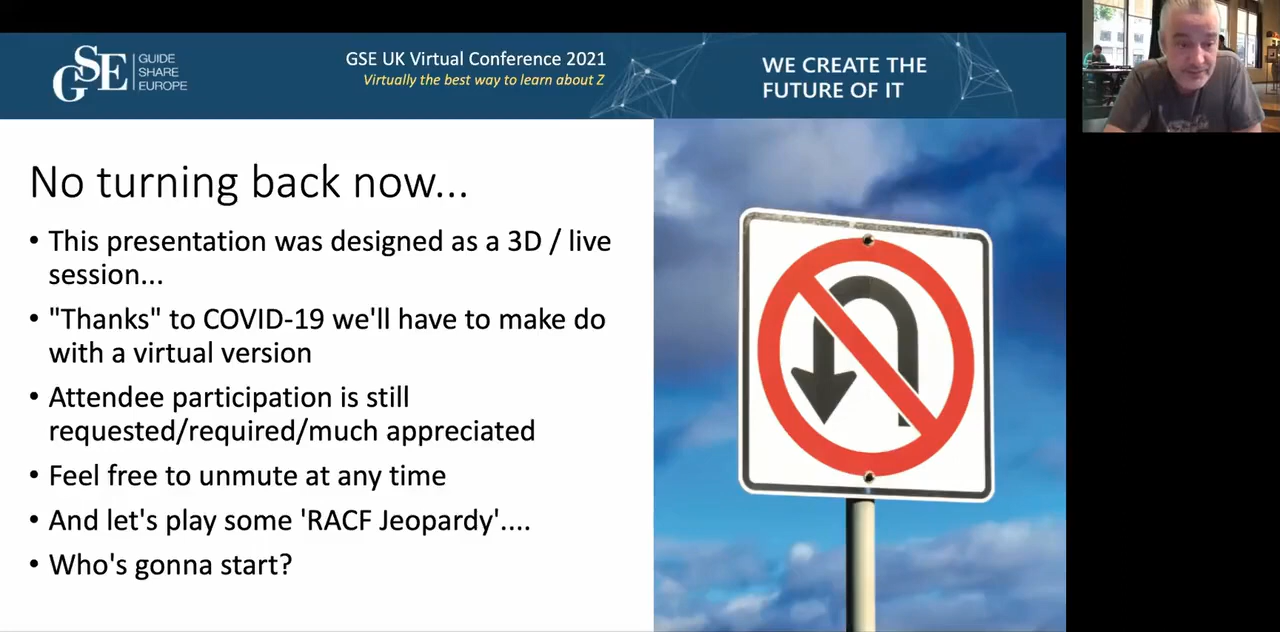 GSE
GUIDE
SHARE
EUROPE
GSE UK Virtual Conference 2021
Virtually the best way to learn about Z
WE CREATE THE
FUTURE OF IT
No turning back now...
• This presentation was designed as a 3D / live
session...
• "Thanks" to COVID-19 we'll have to make do
with a virtual version
• Attendee participation is still
requested/required/much appreciated
• Feel free to unmute at any time
• And let's play some 'RACF Jeopardy'....
• Who's gonna start?